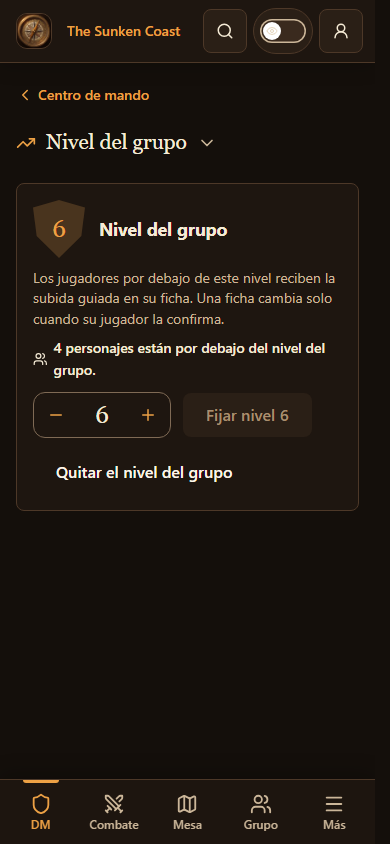 The Sunken Coast
Centro de mando
Nivel del grupo
6
Nivel del grupo
Los jugadores por debajo de este nivel reciben la
subida guiada en su ficha. Una ficha cambia solo
cuando su jugador la confirma.
4 personajes están por debajo del nivel del
grupo.
− 6 +
Fijar nivel 6
Quitar el nivel del grupo
DM
Combate
Mesa
Grupo
Más